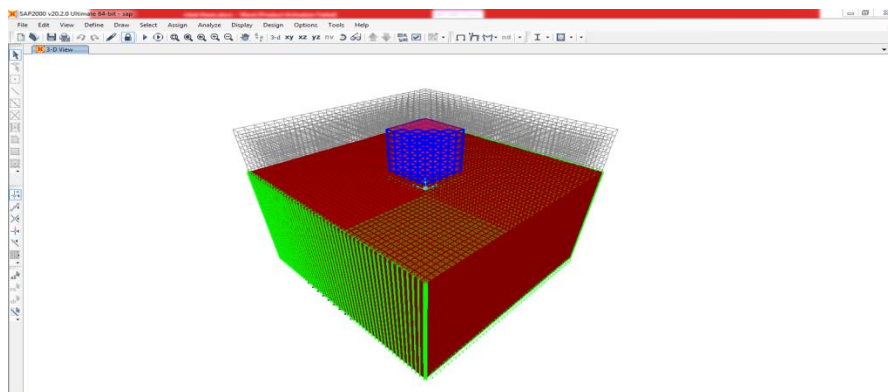 SAP2000 v20.2.0 Ultimate 64-bit - sap
File Edit View Define Draw Select Assign Analyze Display Design Options Tools Help
3-d xy xz yz nv
nd
3-D View